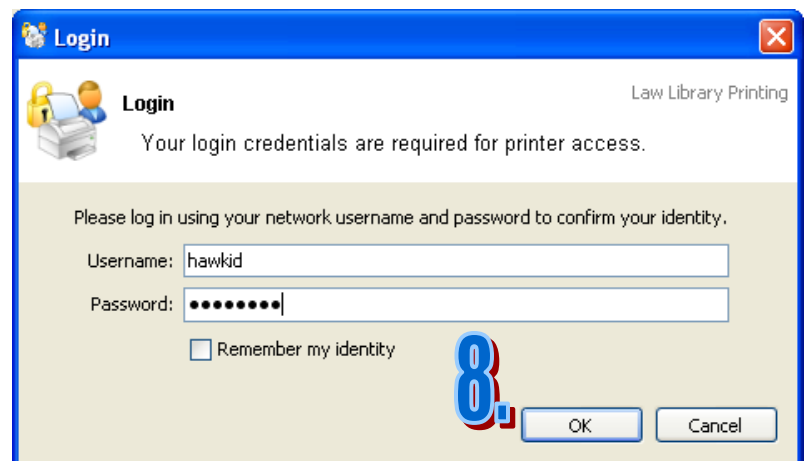 Login
Law Library Printing
Login
Your login credentials are required for printer access.
Please log in using your network username and password to confirm your identity.
Username: hawkid
Password: ●●●●●●●●
Remember my identity
8.
OK Cancel